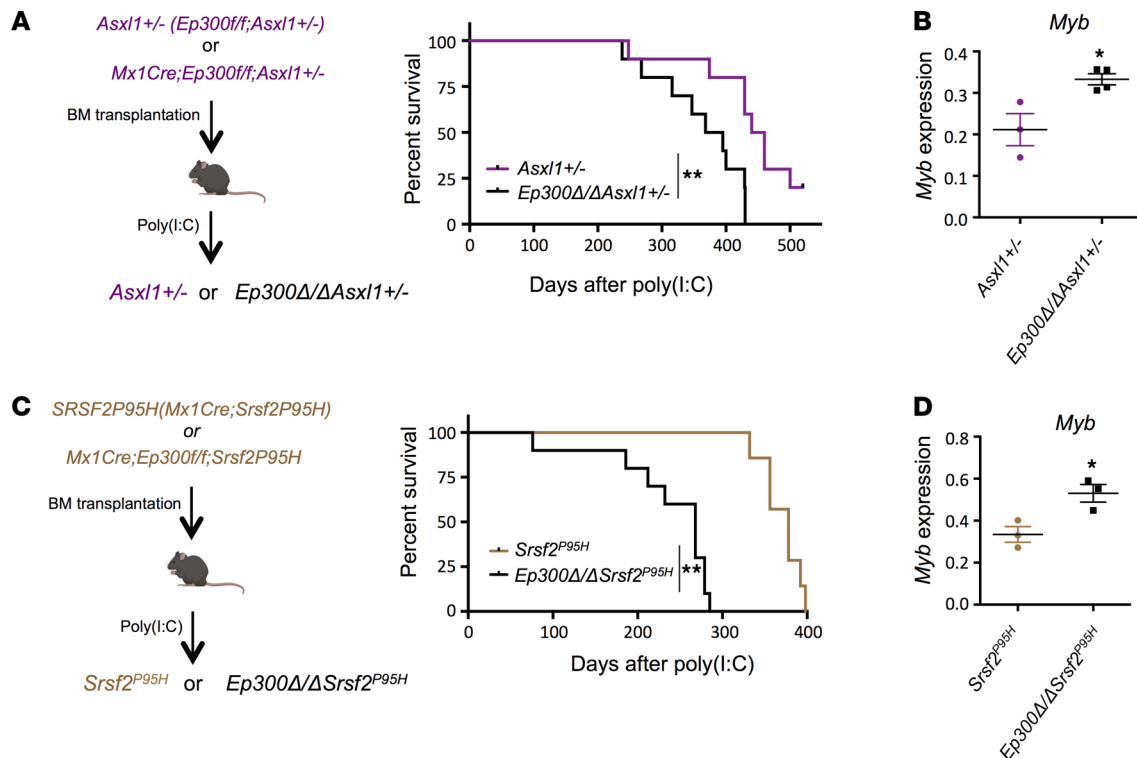 A
Asxl1+/- (Ep300f/f;Asxl1+/-)
or
Mx1Cre;Ep300f/f;Asxl1+/-
BM transplantation
Poly(I:C)
Asxl1+/- or Ep300Δ/ΔAsxl1+/-
Percent survival
100
75
50
25
0
Asxl1+/-
Ep300Δ/ΔAsxl1+/-
**
0 100 200 300 400 500
Days after poly(I:C)
B
Myb
*
Myb expression
0.4
0.3
0.2
0.1
0.0
Asxl1+/-
Ep300Δ/ΔAsxl1+/-
C
SRSF2P95H(Mx1Cre;Srsf2P95H)
or
Mx1Cre;Ep300f/f;Srsf2P95H
BM transplantation
Poly(I:C)
Srsf2P95H or Ep300Δ/ΔSrsf2P95H
Percent survival
100
75
50
25
0
Srsf2P95H
Ep300Δ/ΔSrsf2P95H
**
0 100 200 300 400
Days after poly(I:C)
D
Myb
*
Myb expression
0.8
0.6
0.4
0.2
0.0
Srsf2P95H
Ep300Δ/ΔSrsf2P95H